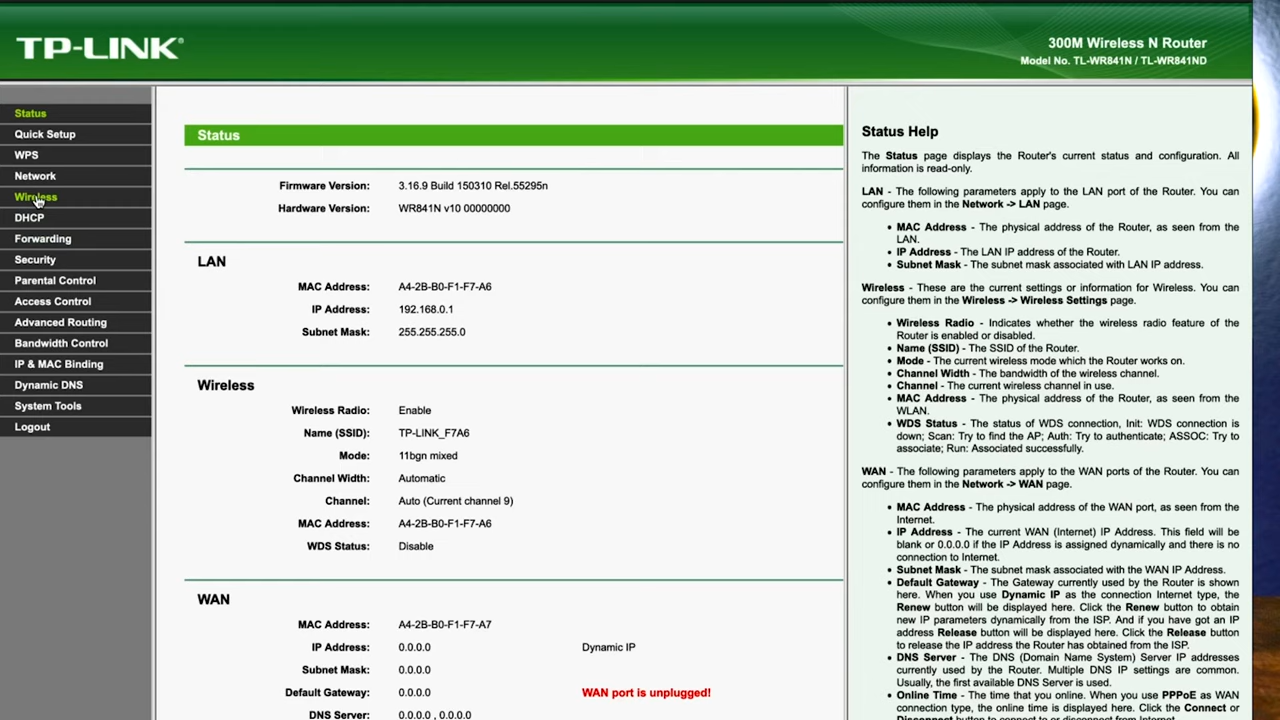 TP-LINK®
300M Wireless N Router
Model No. TL-WR841N / TL-WR841ND
Status
Quick Setup
WPS
Network
Wireless
DHCP
Forwarding
Security
Parental Control
Access Control
Advanced Routing
Bandwidth Control
IP & MAC Binding
Dynamic DNS
System Tools
Logout
Status
Firmware Version: 3.16.9 Build 150310 Rel.55295n
Hardware Version: WR841N v10 00000000
LAN
MAC Address: A4-2B-B0-F1-F7-A6
IP Address: 192.168.0.1
Subnet Mask: 255.255.255.0
Wireless
Wireless Radio: Enable
Name (SSID): TP-LINK_F7A6
Mode: 11bgn mixed
Channel Width: Automatic
Channel: Auto (Current channel 9)
MAC Address: A4-2B-B0-F1-F7-A6
WDS Status: Disable
WAN
MAC Address: A4-2B-B0-F1-F7-A7
IP Address: 0.0.0.0 Dynamic IP
Subnet Mask: 0.0.0.0
Default Gateway: 0.0.0.0 WAN port is unplugged!
DNS Server: 0.0.0.0 , 0.0.0.0
Status Help
The Status page displays the Router's current status and configuration. All
information is read-only.
LAN - The following parameters apply to the LAN port of the Router. You can
configure them in the Network -> LAN page.
• MAC Address - The physical address of the Router, as seen from the
LAN.
• IP Address - The LAN IP address of the Router.
• Subnet Mask - The subnet mask associated with LAN IP address.
Wireless - These are the current settings or information for Wireless. You can
configure them in the Wireless -> Wireless Settings page.
• Wireless Radio - Indicates whether the wireless radio feature of the
Router is enabled or disabled.
• Name (SSID) - The SSID of the Router.
• Mode - The current wireless mode which the Router works on.
• Channel Width - The bandwidth of the wireless channel.
• Channel - The current wireless channel in use.
• MAC Address - The physical address of the Router, as seen from the
WLAN.
• WDS Status - The status of WDS connection, Init: WDS connection is
down; Scan: Try to find the AP; Auth: Try to authenticate; ASSOC: Try to
associate; Run: Associated successfully.
WAN - The following parameters apply to the WAN ports of the Router. You can
configure them in the Network -> WAN page.
• MAC Address - The physical address of the WAN port, as seen from the
Internet.
• IP Address - The current WAN (Internet) IP Address. This field will be
blank or 0.0.0.0 if the IP Address is assigned dynamically and there is no
connection to Internet.
• Subnet Mask - The subnet mask associated with the WAN IP Address.
• Default Gateway - The Gateway currently used by the Router is shown
here. When you use Dynamic IP as the connection Internet type, the
Renew button will be displayed here. Click the Renew button to obtain
new IP parameters dynamically from the ISP. And if you have got an IP
address Release button will be displayed here. Click the Release button
to release the IP address the Router has obtained from the ISP.
• DNS Server - The DNS (Domain Name System) Server IP addresses
currently used by the Router. Multiple DNS IP settings are common.
Usually, the first available DNS Server is used.
• Online Time - The time that you online. When you use PPPoE as WAN
connection type, the online time is displayed here. Click the Connect or
Disconnect button to connect to or disconnect from Internet.